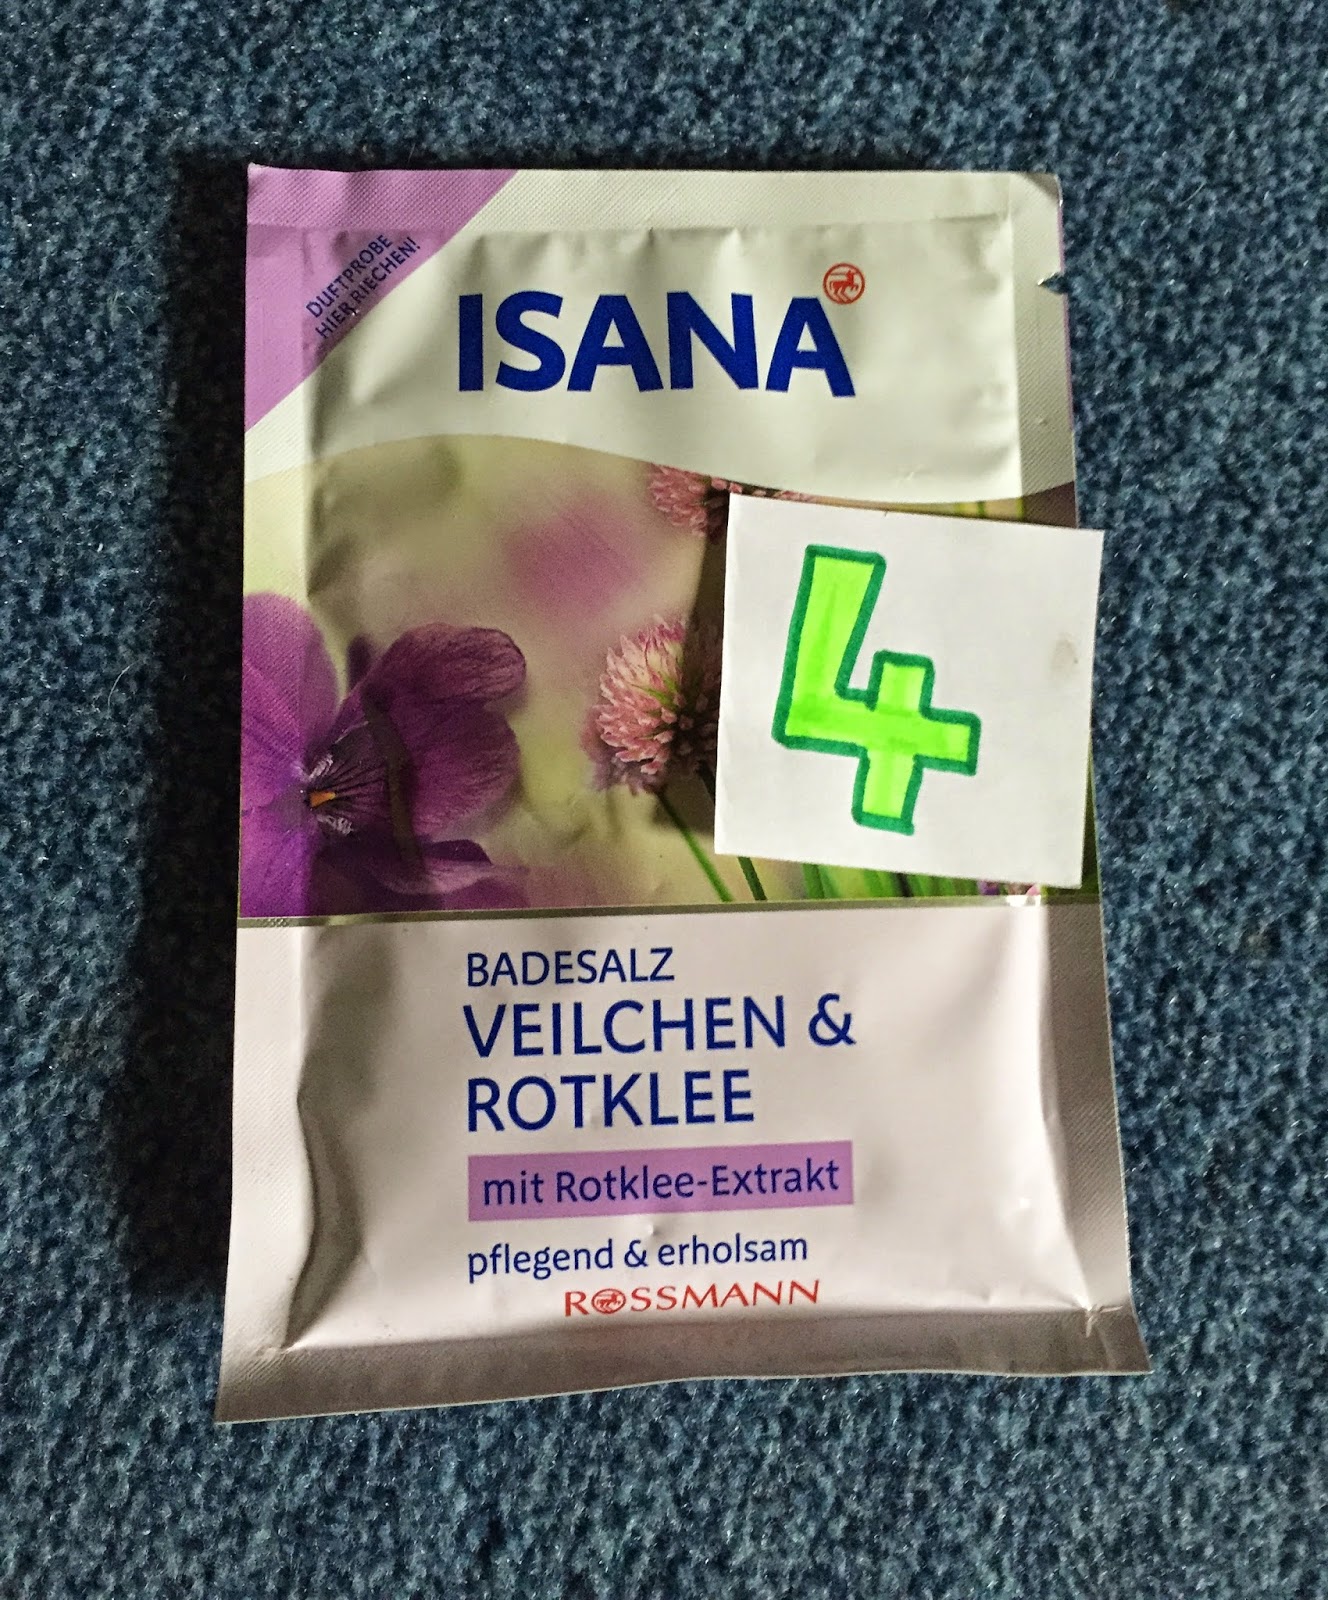 DUFTPROBE
HIER RIECHEN!
ISANA
4
BADESALZ
VEILCHEN &
ROTKLEE
mit Rotklee-Extrakt
pflegend & erholsam
ROSSMANN